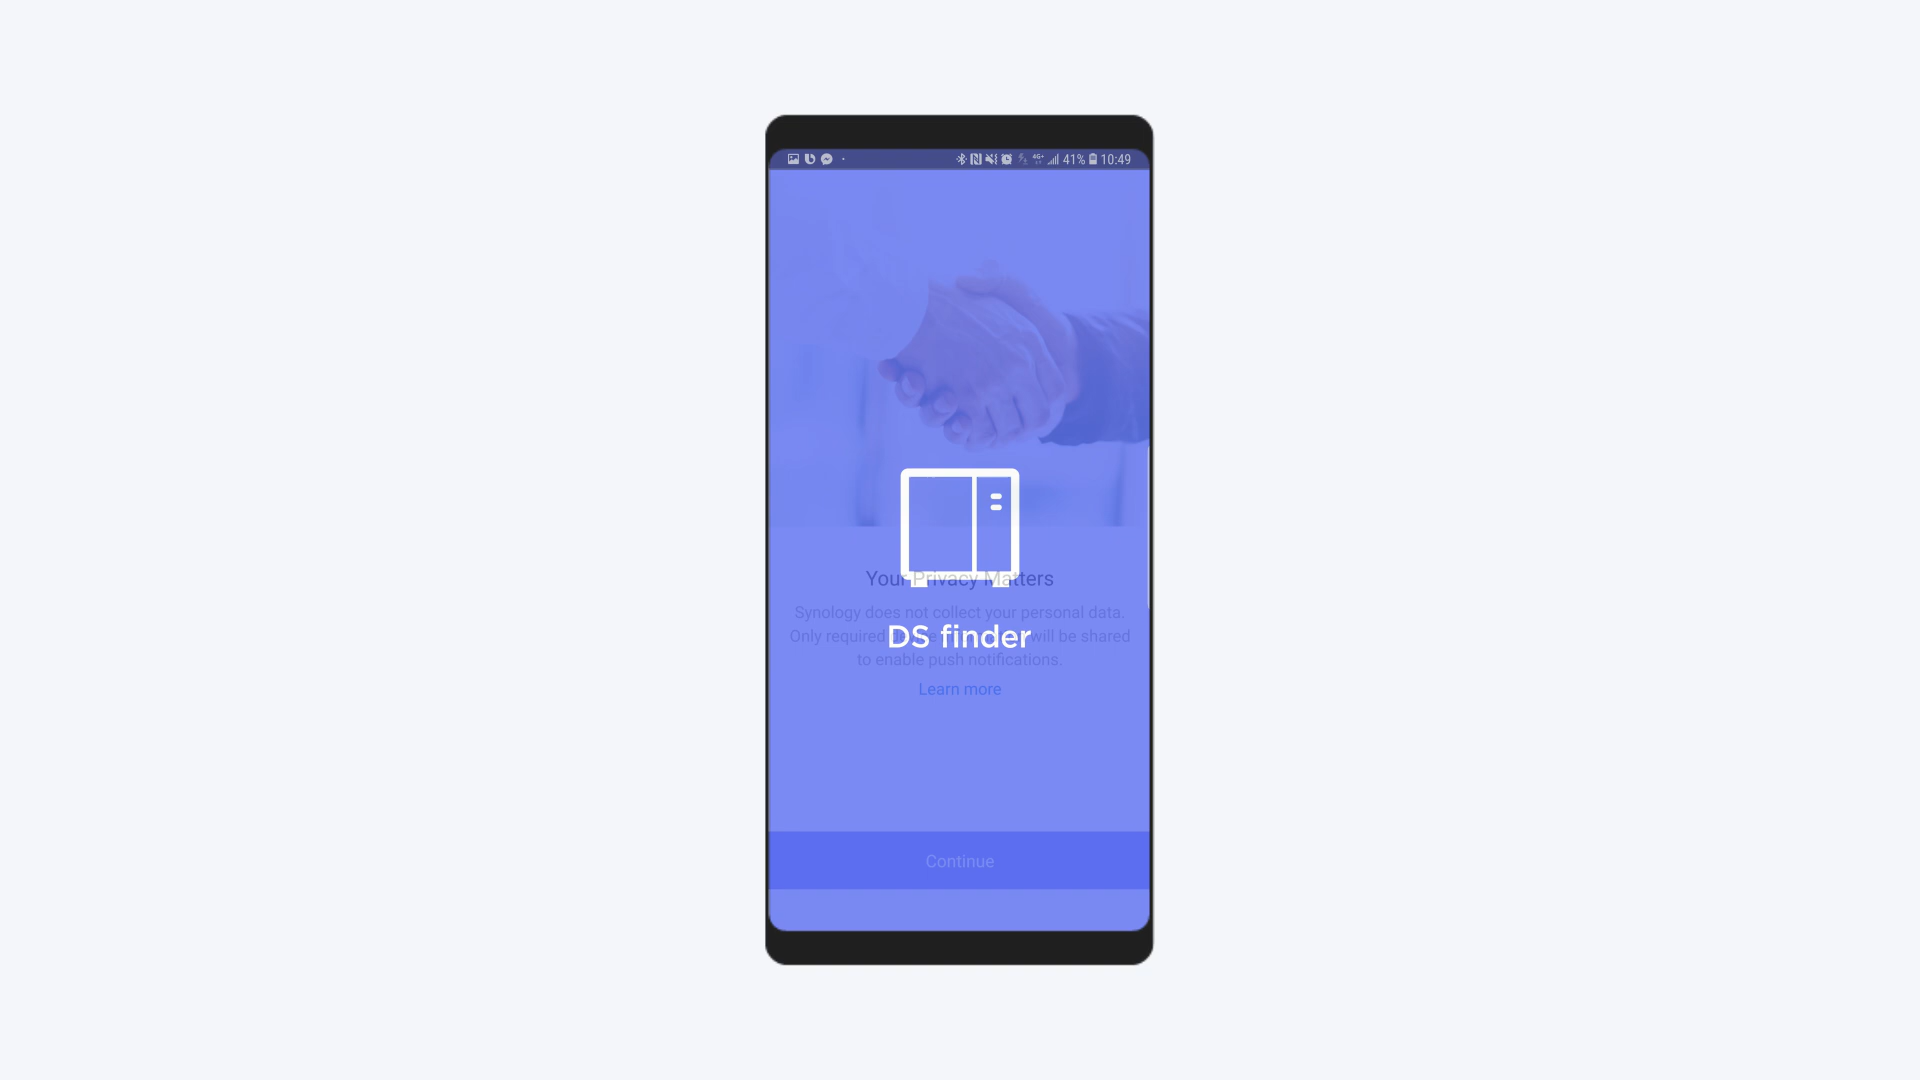 41% 10:49
Your Privacy Matters
Synology does not collect your personal data.
DS finder
Only required will be shared
to enable push notifications.
Learn more
Continue